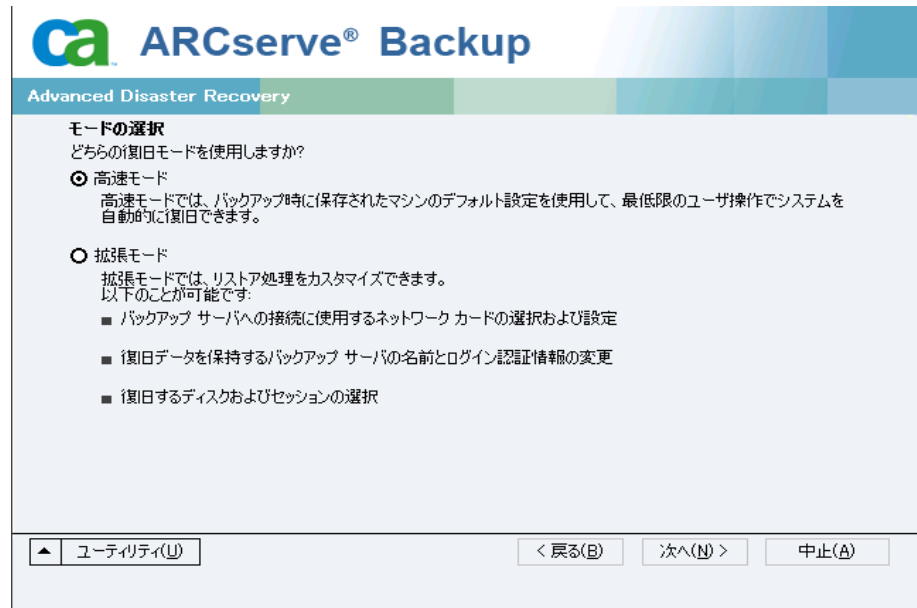 ca ARCserve® Backup
Advanced Disaster Recovery
モードの選択
どちらの復旧モードを使用しますか?
高速モード
高速モードでは、バックアップ時に保存されたマシンのデフォルト設定を使用して、最低限のユーザ操作でシステムを
自動的に復旧できます。
拡張モード
拡張モードでは、リストア処理をカスタマイズできます。
以下のことが可能です:
■ バックアップ サーバへの接続に使用するネットワーク カードの選択および設定
■ 復旧データを保持するバックアップ サーバの名前とログイン認証情報の変更
■ 復旧するディスクおよびセッションの選択
▲ ユーティリティ(U)
< 戻る(B) 次へ(N) > 中止(A)